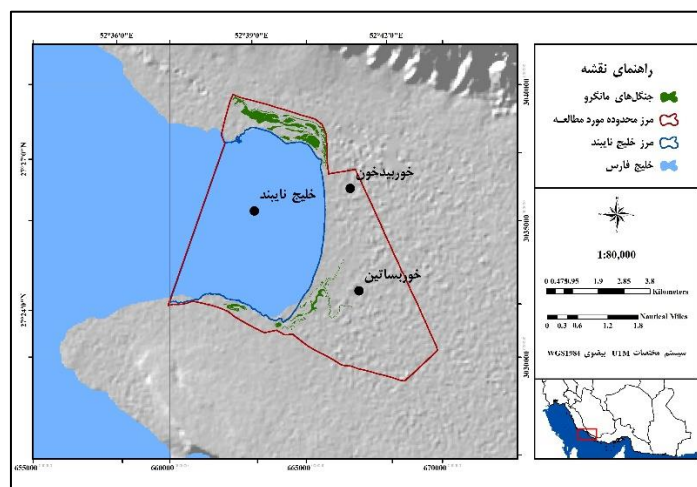 52°36'0"E 52°39'0"E 52°42'0"E
3040000
27°27'0"N
3035000
27°24'0"N
3030000
655000 660000 665000 670000
خوربیدخون
خلیج نایبند
خوربساتین
راهنمای نقشه
جنگل‌های مانگرو
مرز محدوده مورد مطالعه
مرز خلیج نایبند
خلیج فارس
1:80,000
0 0.475 0.95 1.9 2.85 3.8
Kilometers
Nautical Miles
0 0.3 0.6 1.2 1.8
سیستم مختصات UTM بیضوی WGS1984